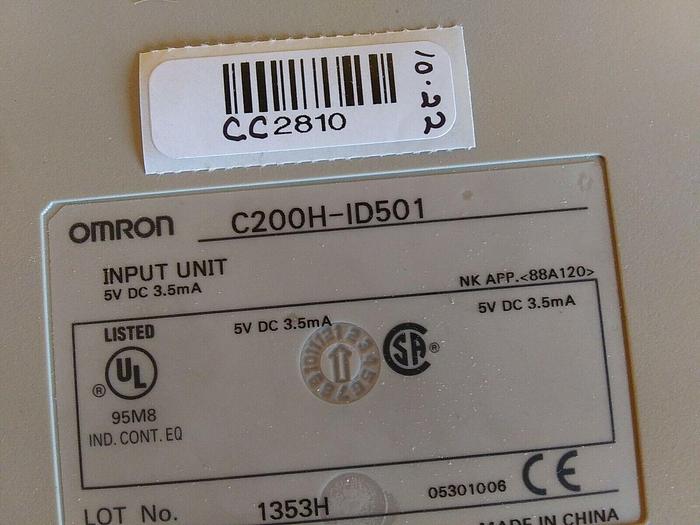 CC2810
10.22
OMRON C200H-ID501
INPUT UNIT
5V DC 3.5mA
NK APP.<88A120>
5V DC 3.5mA
5V DC 3.5mA
LISTED
UL ®
95M8
IND. CONT. EQ
SA ®
LOT No. 1353H
05301006 CE
MADE IN CHINA